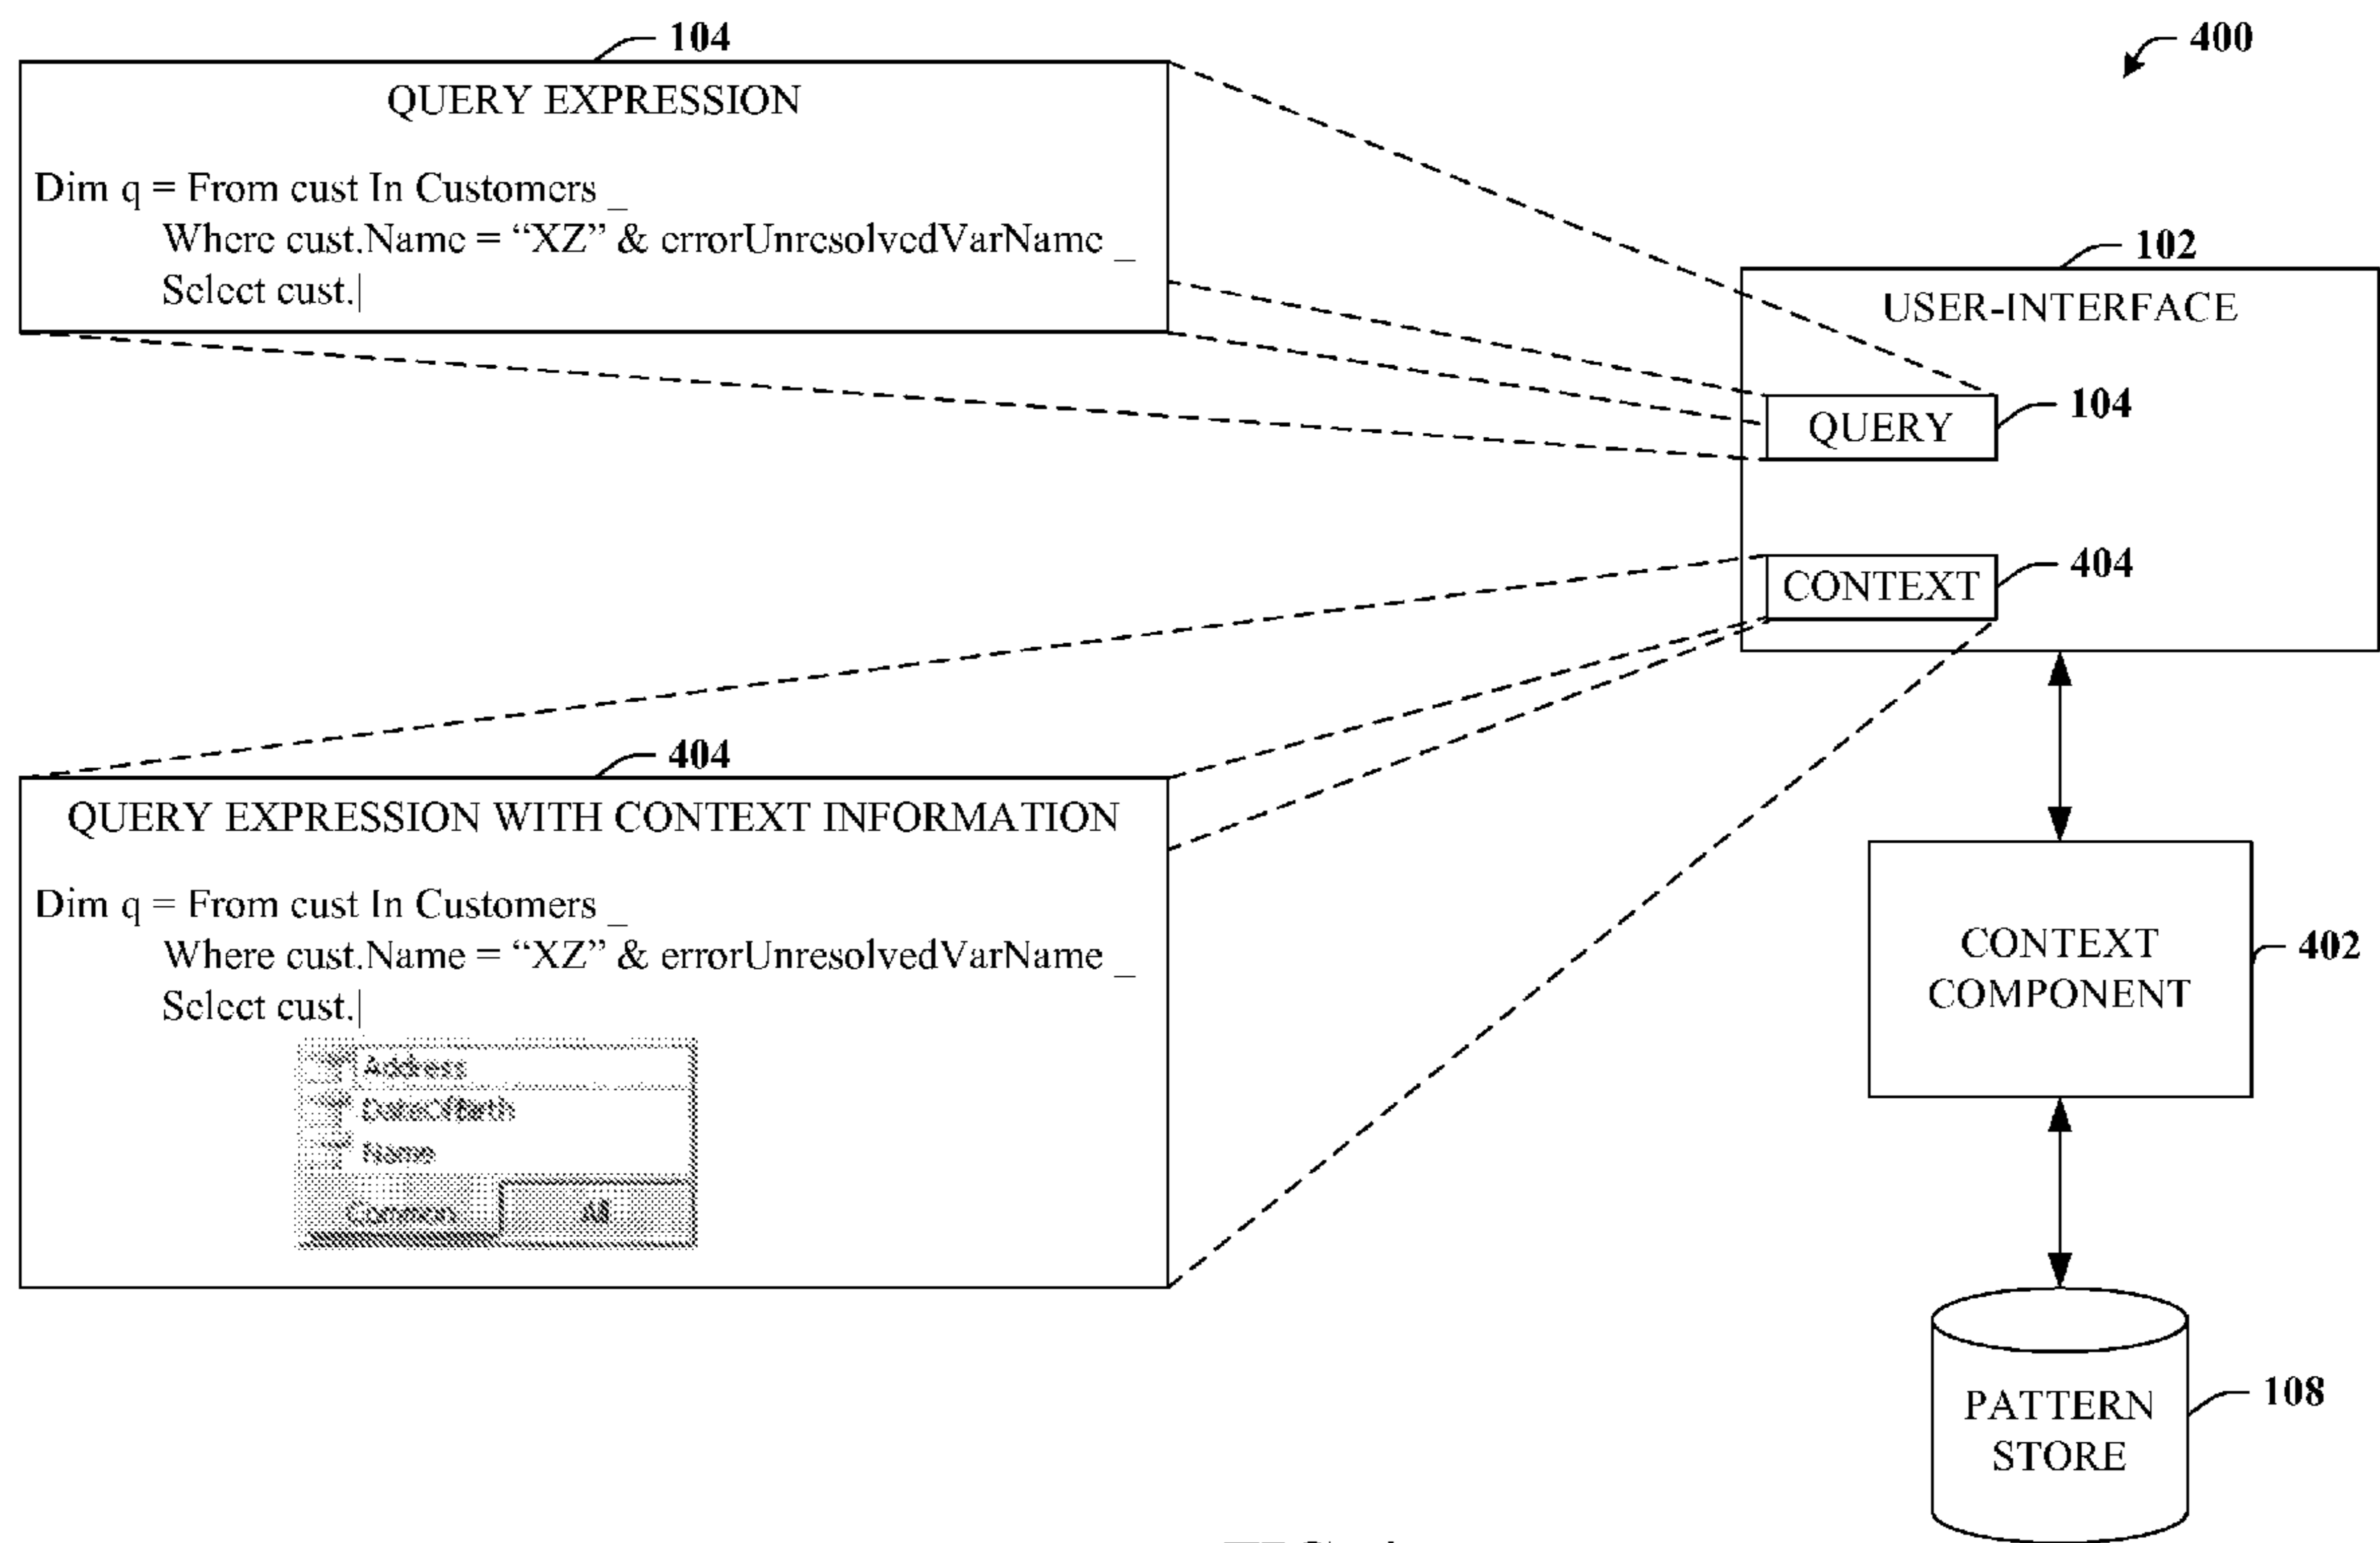 104
400
QUERY EXPRESSION
Dim q = From cust In Customers _
Where cust.Name = “XZ” & errorUnresolvedVarName _
Select cust.|
102
USER-INTERFACE
QUERY
104
CONTEXT
404
404
QUERY EXPRESSION WITH CONTEXT INFORMATION
Dim q = From cust In Customers _
Where cust.Name = “XZ” & errorUnresolvedVarName _
Select cust.|
Address
DateOfBirth
Name
Common All
CONTEXT
COMPONENT
402
PATTERN
STORE
108